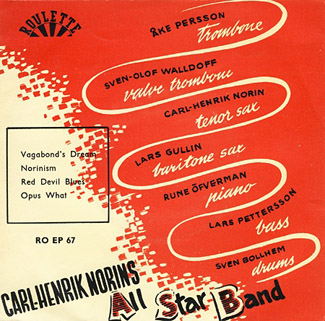 ROULETTE
ÅKE PERSSON
trombone
SVEN-OLOF WALLDOFF
valve trombone
CARL-HENRIK NORIN
tenor sax
LARS GULLIN
baritone sax
RUNE ÖFVERMAN
piano
LARS PETTERSSON
bass
SVEN BOLLHEM
drums
Vagabond's Dream
Norinism
Red Devil Blues
Opus What
RO EP 67
CARL-HENRIK NORINS
All Star Band